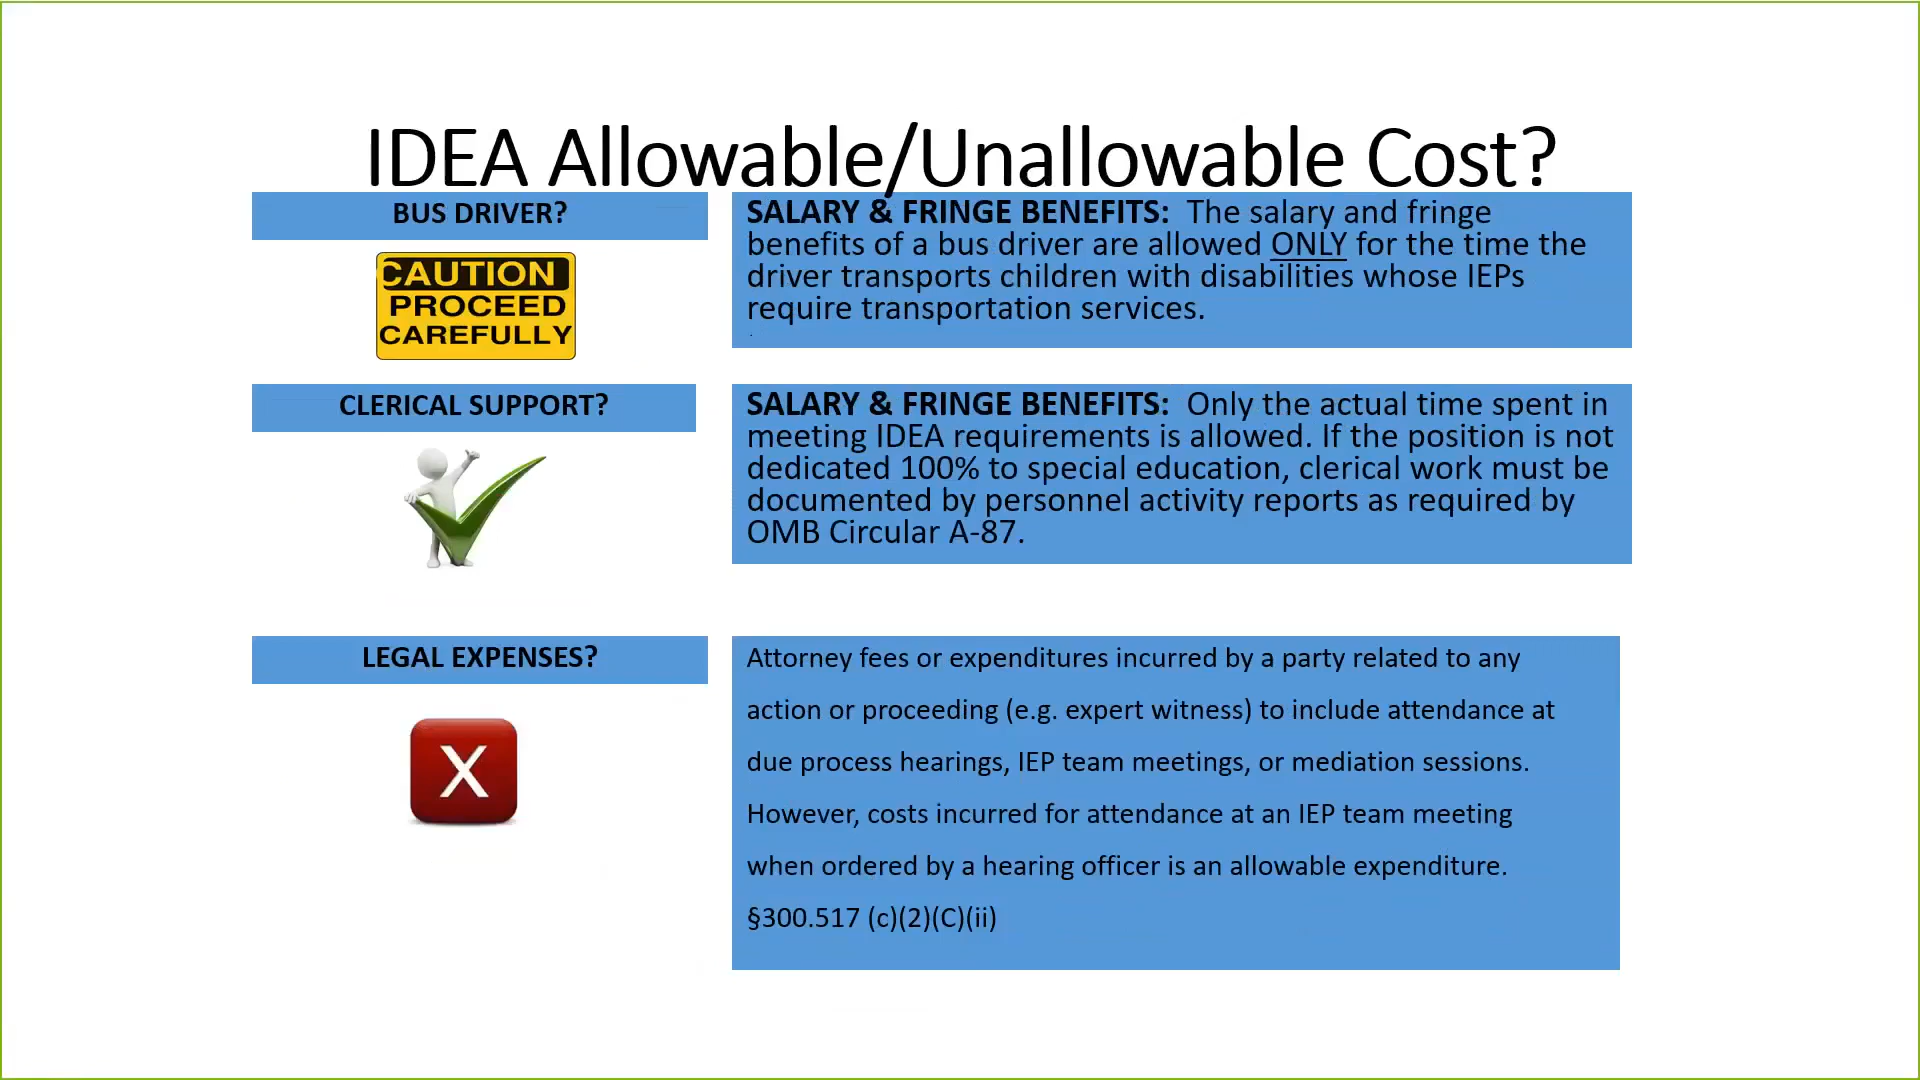 IDEA Allowable/Unallowable Cost?
BUS DRIVER?
CAUTION
PROCEED
CAREFULLY
SALARY & FRINGE BENEFITS:  The salary and fringe
benefits of a bus driver are allowed ONLY for the time the
driver transports children with disabilities whose IEPs
require transportation services.
.
CLERICAL SUPPORT?
SALARY & FRINGE BENEFITS:  Only the actual time spent in
meeting IDEA requirements is allowed. If the position is not
dedicated 100% to special education, clerical work must be
documented by personnel activity reports as required by
OMB Circular A-87.
LEGAL EXPENSES?
X
Attorney fees or expenditures incurred by a party related to any
action or proceeding (e.g. expert witness) to include attendance at
due process hearings, IEP team meetings, or mediation sessions.
However, costs incurred for attendance at an IEP team meeting
when ordered by a hearing officer is an allowable expenditure.
§300.517 (c)(2)(C)(ii)